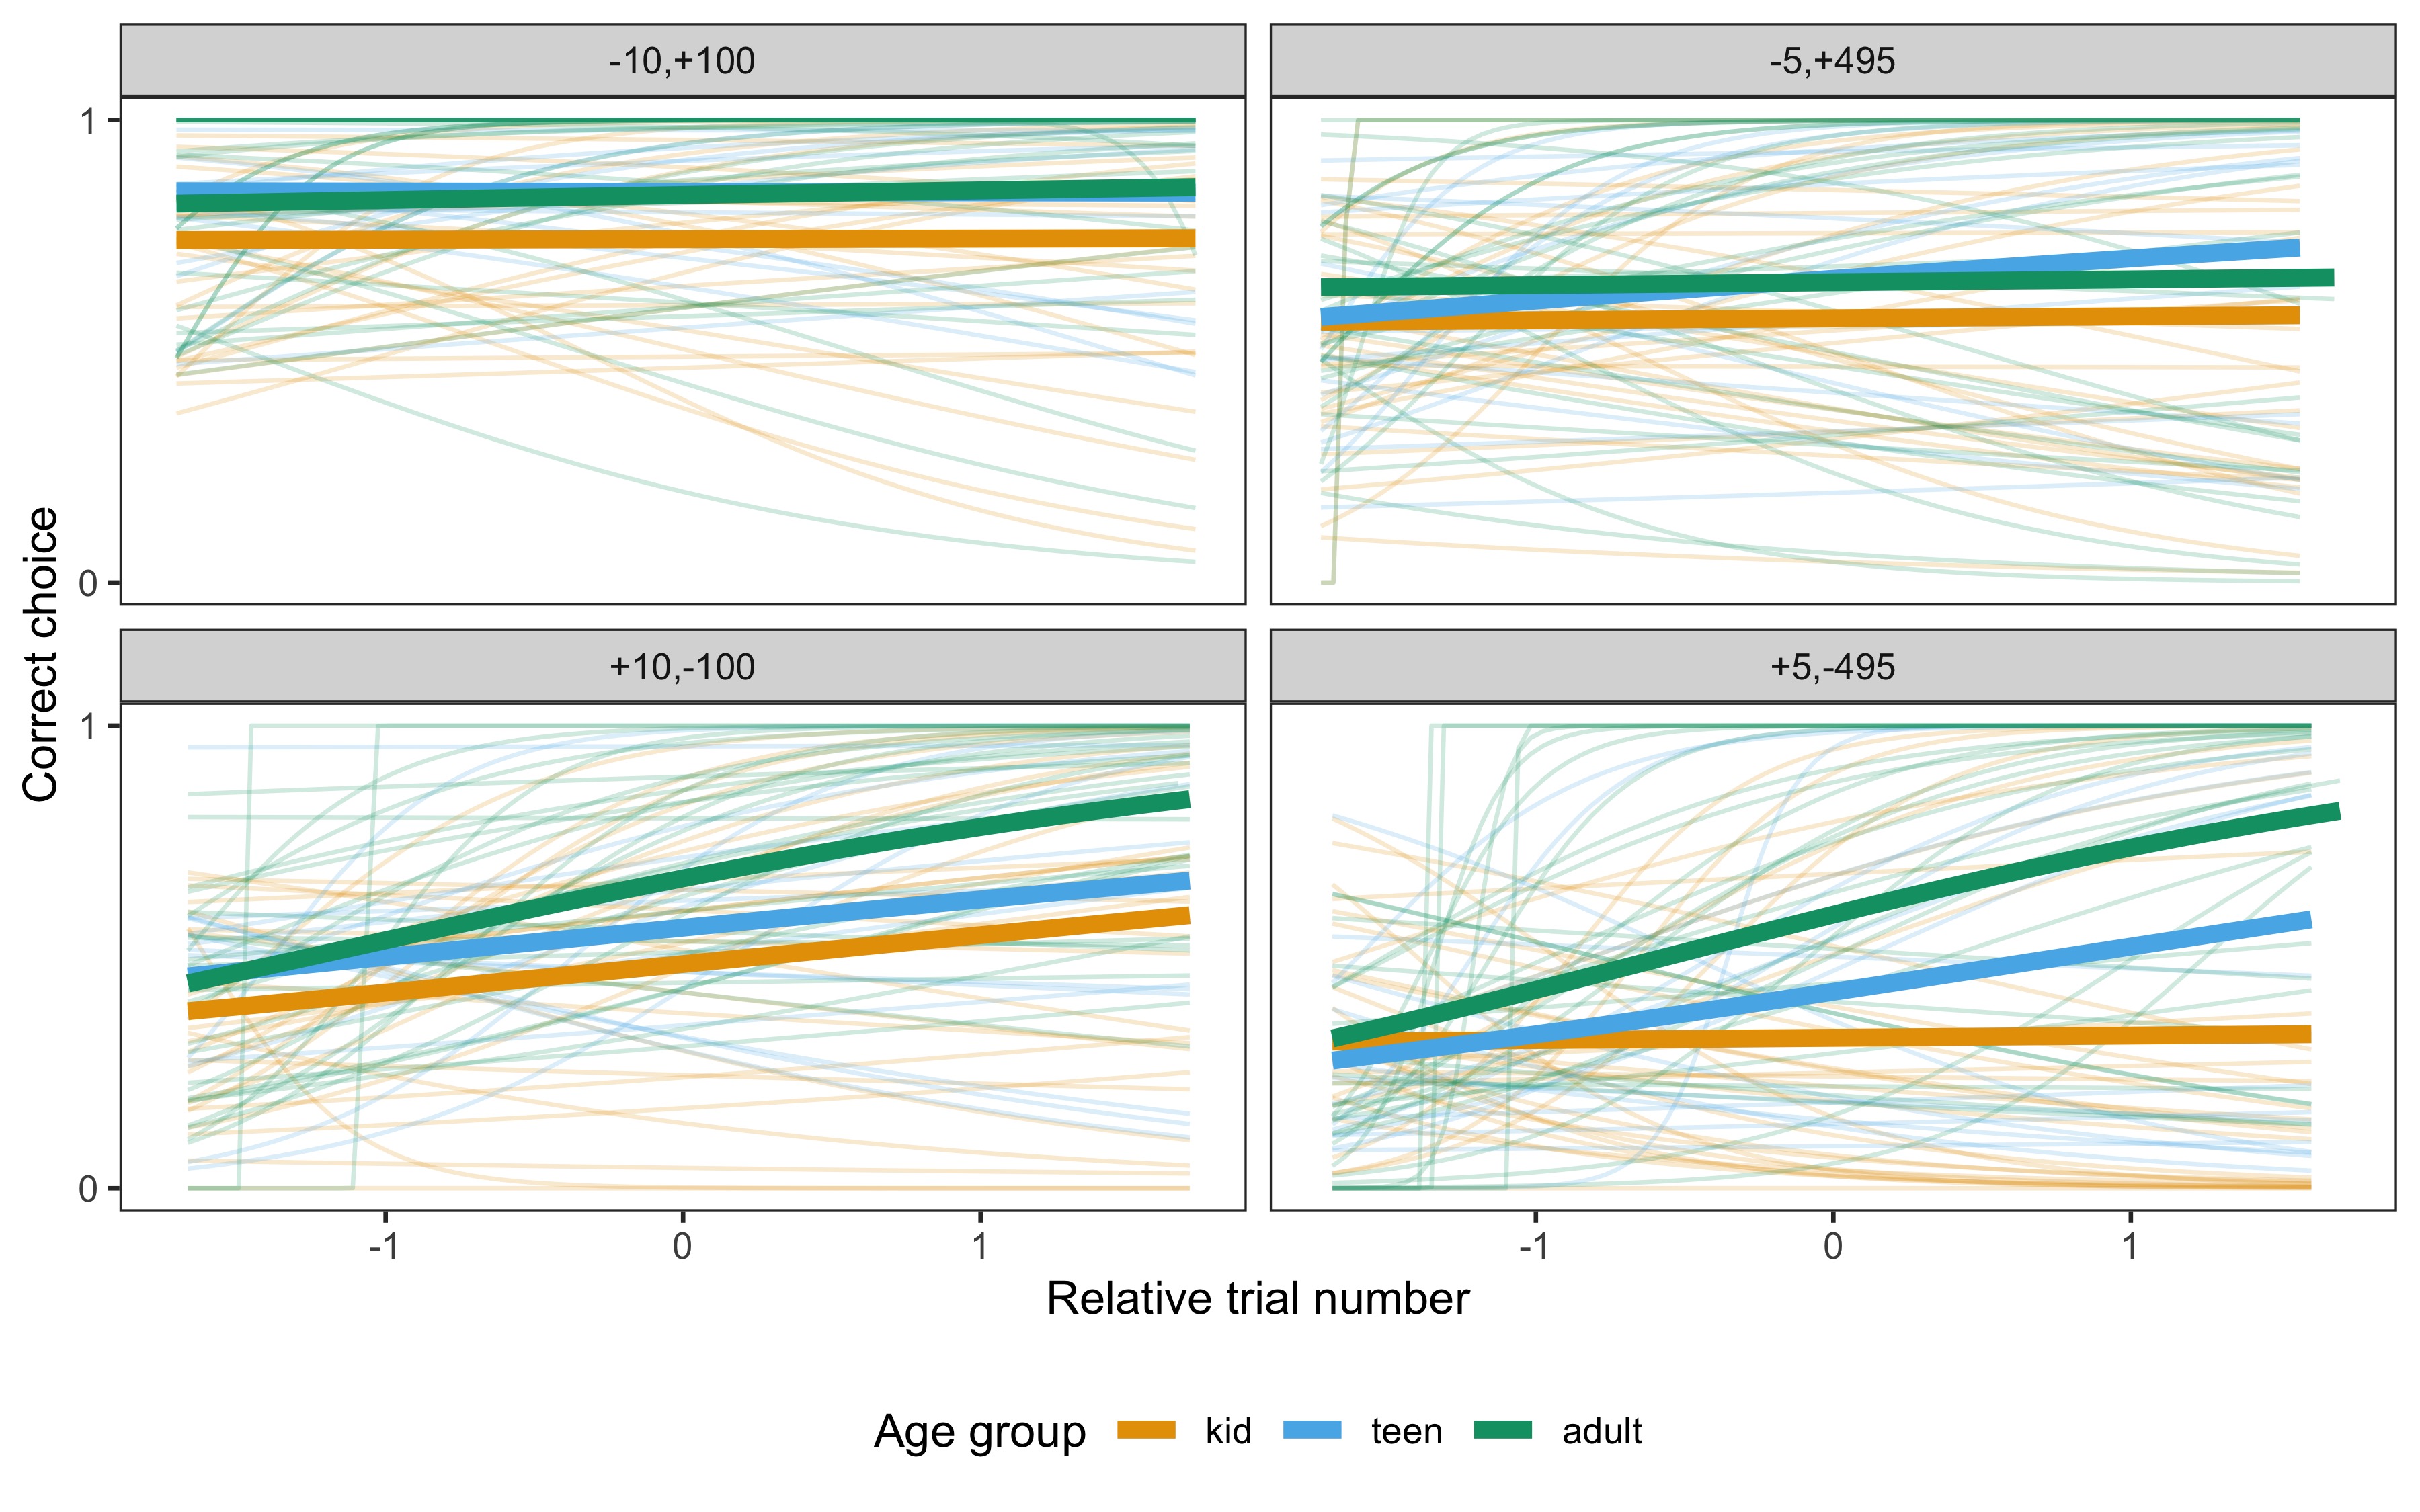 -10,+100
-5,+495
1
0
Correct choice
+10,-100
+5,-495
1
0
-1
0
1
-1
0
1
Relative trial number
Age group
kid
teen
adult